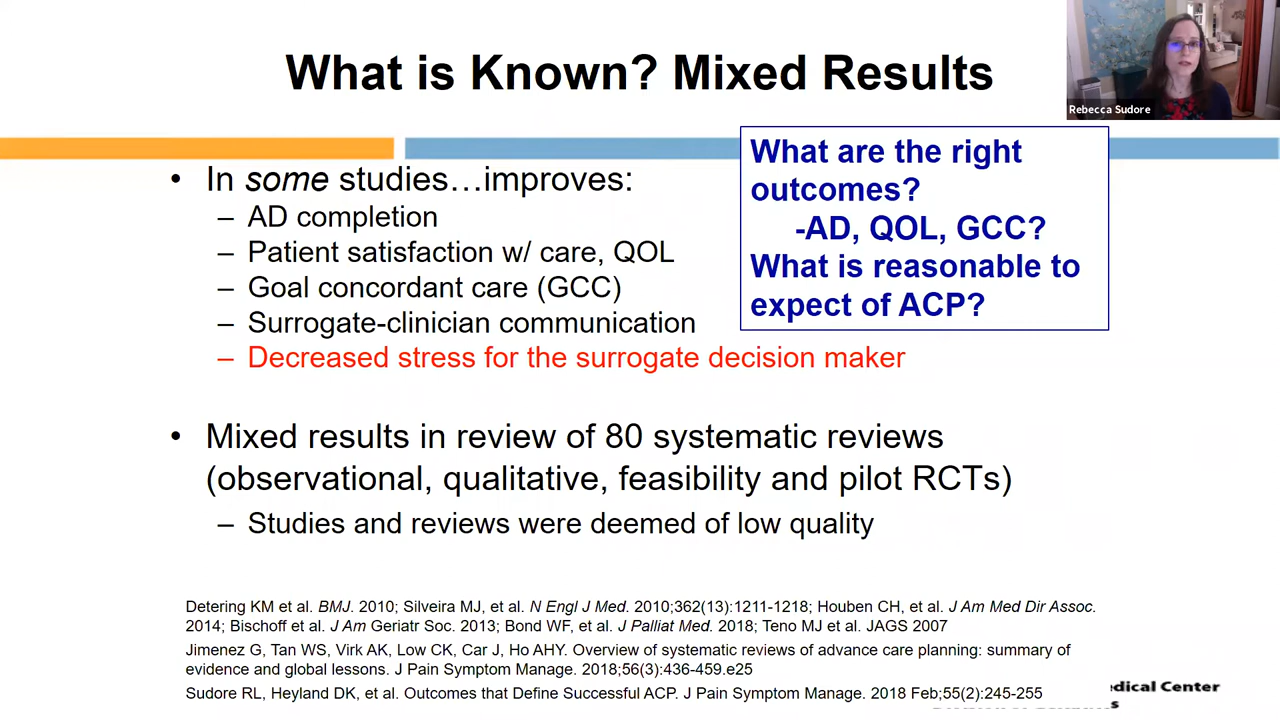 What is Known? Mixed Results
Rebecca Sudore
What are the right
outcomes?
-AD, QOL, GCC?
What is reasonable to
expect of ACP?
• In some studies…improves:
– AD completion
– Patient satisfaction w/ care, QOL
– Goal concordant care (GCC)
– Surrogate-clinician communication
– Decreased stress for the surrogate decision maker
• Mixed results in review of 80 systematic reviews
(observational, qualitative, feasibility and pilot RCTs)
– Studies and reviews were deemed of low quality
Detering KM et al. BMJ. 2010; Silveira MJ, et al. N Engl J Med. 2010;362(13):1211-1218; Houben CH, et al. J Am Med Dir Assoc.
2014; Bischoff et al. J Am Geriatr Soc. 2013; Bond WF, et al. J Palliat Med. 2018; Teno MJ et al. JAGS 2007
Jimenez G, Tan WS, Virk AK, Low CK, Car J, Ho AHY. Overview of systematic reviews of advance care planning: summary of
evidence and global lessons. J Pain Symptom Manage. 2018;56(3):436-459.e25
Sudore RL, Heyland DK, et al. Outcomes that Define Successful ACP. J Pain Symptom Manage. 2018 Feb;55(2):245-255
dical Center